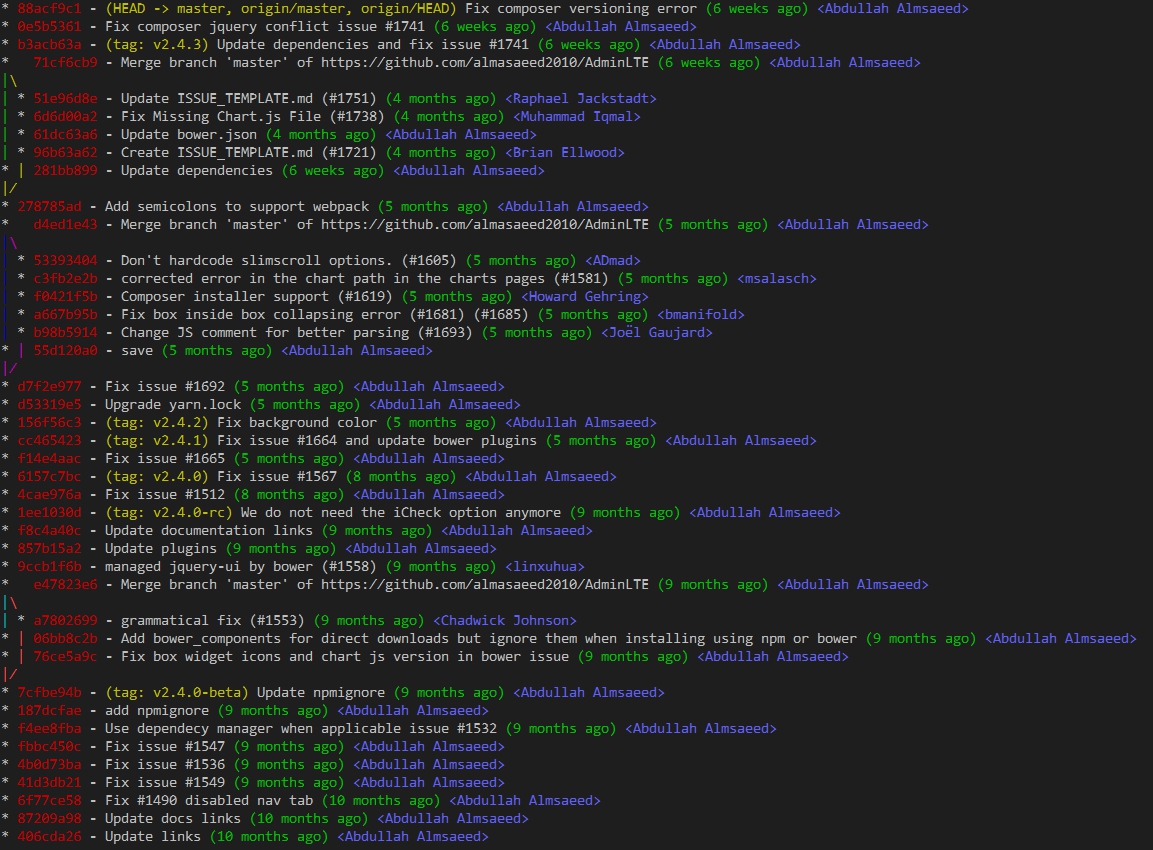 * 88acf9c1 - (HEAD -> master, origin/master, origin/HEAD) Fix composer versioning error (6 weeks ago) <Abdullah Almsaeed>
* 0e5b5361 - Fix composer jquery conflict issue #1741 (6 weeks ago) <Abdullah Almsaeed>
* b3acb63a - (tag: v2.4.3) Update dependencies and fix issue #1741 (6 weeks ago) <Abdullah Almsaeed>
*   71cf6cb9 - Merge branch 'master' of https://github.com/almasaeed2010/AdminLTE (6 weeks ago) <Abdullah Almsaeed>
|\
| * 51e96d8e - Update ISSUE_TEMPLATE.md (#1751) (4 months ago) <Raphael Jackstadt>
| * 6d6d00a2 - Fix Missing Chart.js File (#1738) (4 months ago) <Muhammad Iqmal>
| * 61dc63a6 - Update bower.json (4 months ago) <Abdullah Almsaeed>
| * 96b63a62 - Create ISSUE_TEMPLATE.md (#1721) (4 months ago) <Brian Ellwood>
* | 281bb899 - Update dependencies (6 weeks ago) <Abdullah Almsaeed>
|/
* 278785ad - Add semicolons to support webpack (5 months ago) <Abdullah Almsaeed>
*   d4ed1e43 - Merge branch 'master' of https://github.com/almasaeed2010/AdminLTE (5 months ago) <Abdullah Almsaeed>
|\
| * 53393404 - Don't hardcode slimscroll options. (#1605) (5 months ago) <ADmad>
| * c3fb2e2b - corrected error in the chart path in the charts pages (#1581) (5 months ago) <msalasch>
| * f0421f5b - Composer installer support (#1619) (5 months ago) <Howard Gehring>
| * a667b95b - Fix box inside box collapsing error (#1681) (#1685) (5 months ago) <bmanifold>
| * b98b5914 - Change JS comment for better parsing (#1693) (5 months ago) <Joël Gaujard>
* | 55d120a0 - save (5 months ago) <Abdullah Almsaeed>
|/
* d7f2e977 - Fix issue #1692 (5 months ago) <Abdullah Almsaeed>
* d53319e5 - Upgrade yarn.lock (5 months ago) <Abdullah Almsaeed>
* 156f56c3 - (tag: v2.4.2) Fix background color (5 months ago) <Abdullah Almsaeed>
* cc465423 - (tag: v2.4.1) Fix issue #1664 and update bower plugins (5 months ago) <Abdullah Almsaeed>
* f14e4aac - Fix issue #1665 (5 months ago) <Abdullah Almsaeed>
* 6157c7bc - (tag: v2.4.0) Fix issue #1567 (8 months ago) <Abdullah Almsaeed>
* 4cae976a - Fix issue #1512 (8 months ago) <Abdullah Almsaeed>
* 1ee1030d - (tag: v2.4.0-rc) We do not need the iCheck option anymore (9 months ago) <Abdullah Almsaeed>
* f8c4a40c - Update documentation links (9 months ago) <Abdullah Almsaeed>
* 857b15a2 - Update plugins (9 months ago) <Abdullah Almsaeed>
* 9ccb1f6b - managed jquery-ui by bower (#1558) (9 months ago) <linxuhua>
*   e47823e6 - Merge branch 'master' of https://github.com/almasaeed2010/AdminLTE (9 months ago) <Abdullah Almsaeed>
|\
| * a7802699 - grammatical fix (#1553) (9 months ago) <Chadwick Johnson>
* | 06bb8c2b - Add bower_components for direct downloads but ignore them when installing using npm or bower (9 months ago) <Abdullah Almsaeed>
* | 76ce5a9c - Fix box widget icons and chart js version in bower issue (9 months ago) <Abdullah Almsaeed>
|/
* 7cfbe94b - (tag: v2.4.0-beta) Update npmignore (9 months ago) <Abdullah Almsaeed>
* 187dcfae - add npmignore (9 months ago) <Abdullah Almsaeed>
* f4ee8fba - Use dependecy manager when applicable issue #1532 (9 months ago) <Abdullah Almsaeed>
* fbbc450c - Fix issue #1547 (9 months ago) <Abdullah Almsaeed>
* 4b0d73ba - Fix issue #1536 (9 months ago) <Abdullah Almsaeed>
* 41d3db21 - Fix issue #1549 (9 months ago) <Abdullah Almsaeed>
* 6f77ce58 - Fix #1490 disabled nav tab (10 months ago) <Abdullah Almsaeed>
* 87209a98 - Update docs links (10 months ago) <Abdullah Almsaeed>
* 406cda26 - Update links (10 months ago) <Abdullah Almsaeed>